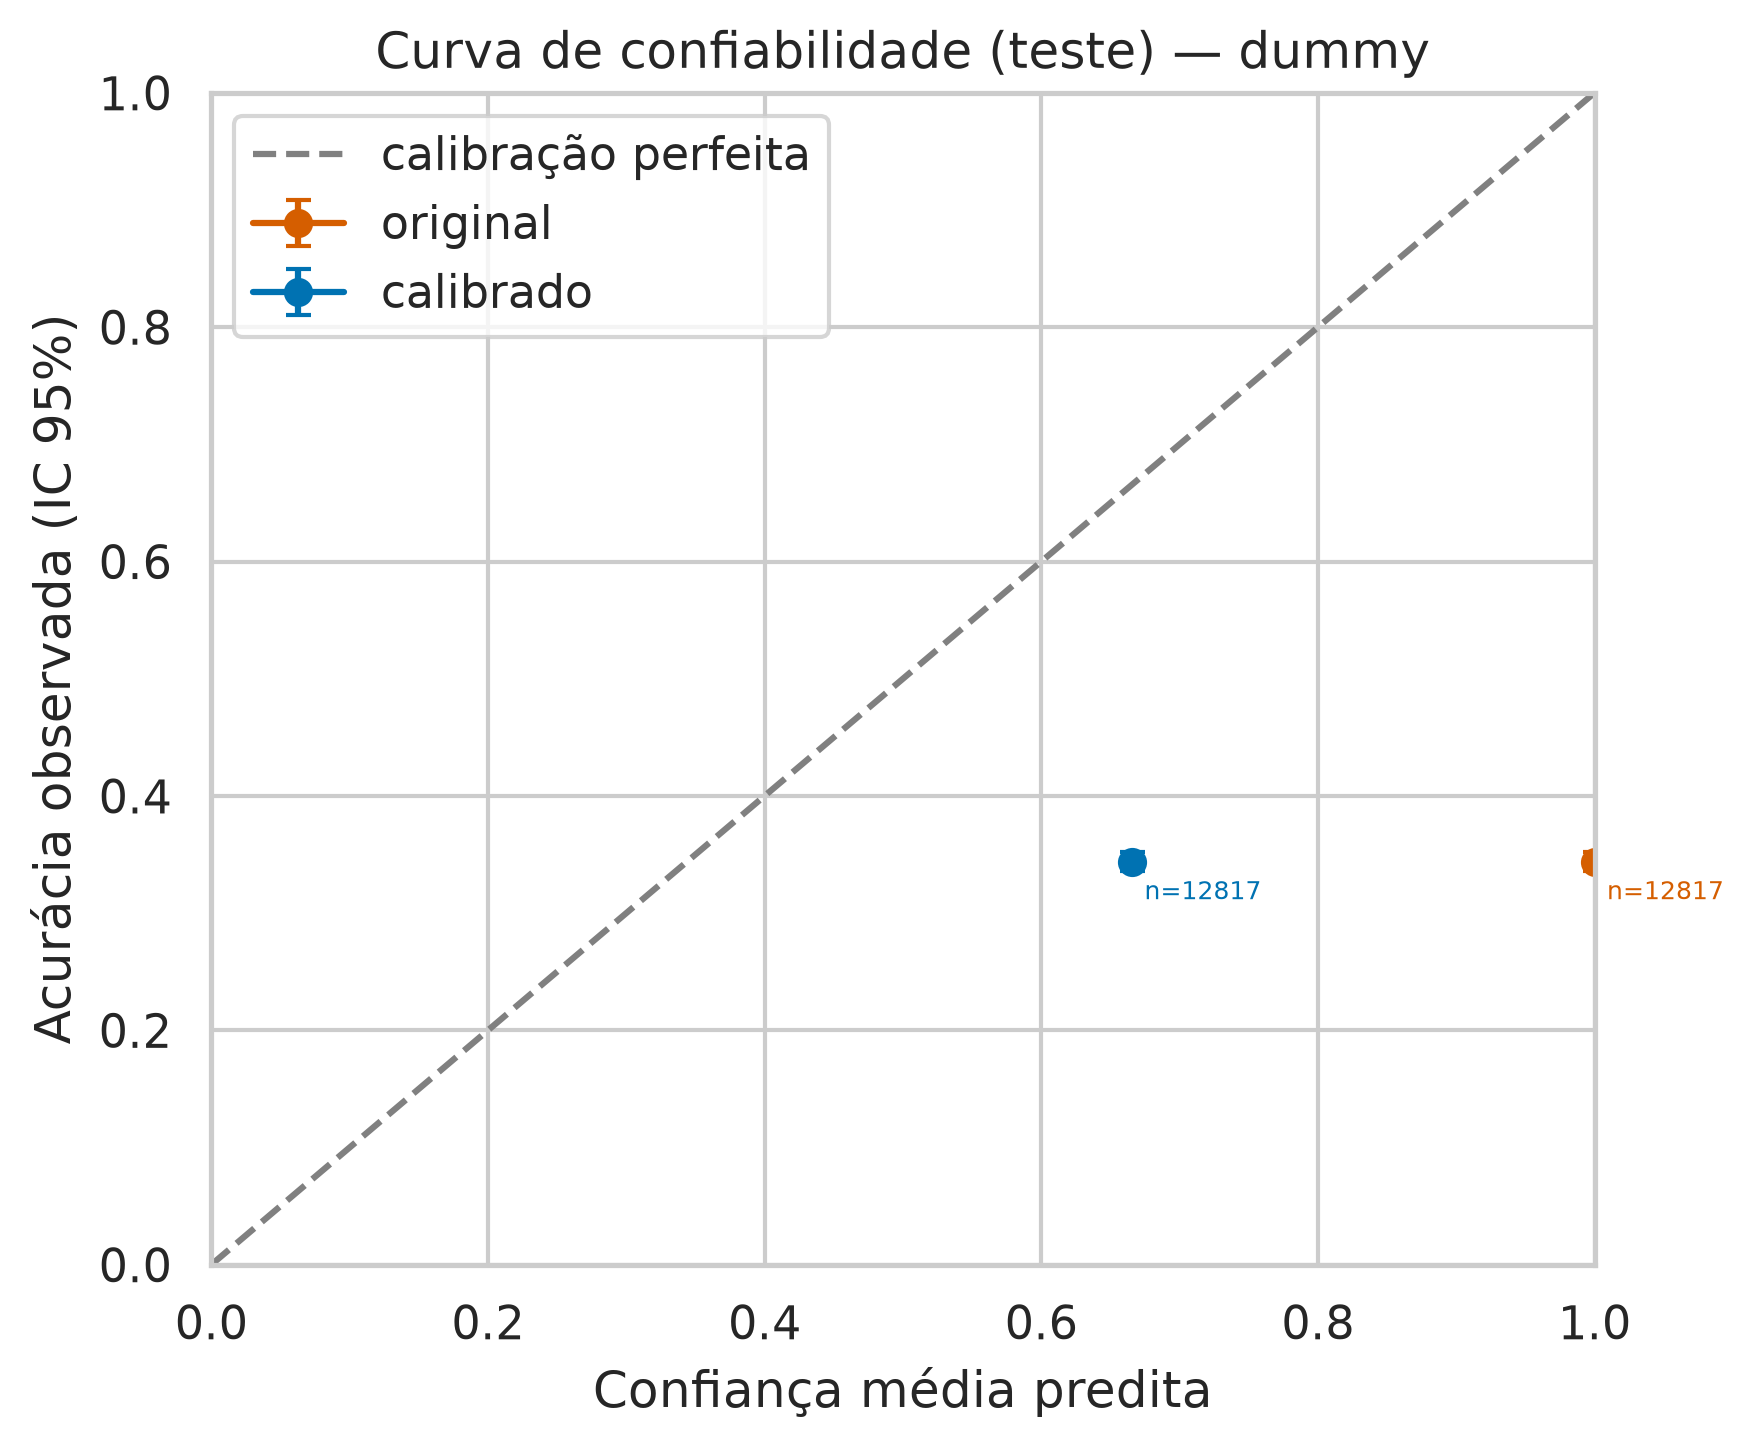 Curva de confiabilidade (teste) — dummy
calibração perfeita
original
calibrado
Acurácia observada (IC 95%)
1.0
0.8
0.6
0.4
0.2
0.0
n=12817
n=12817
0.0
0.2
0.4
0.6
0.8
1.0
Confiança média predita